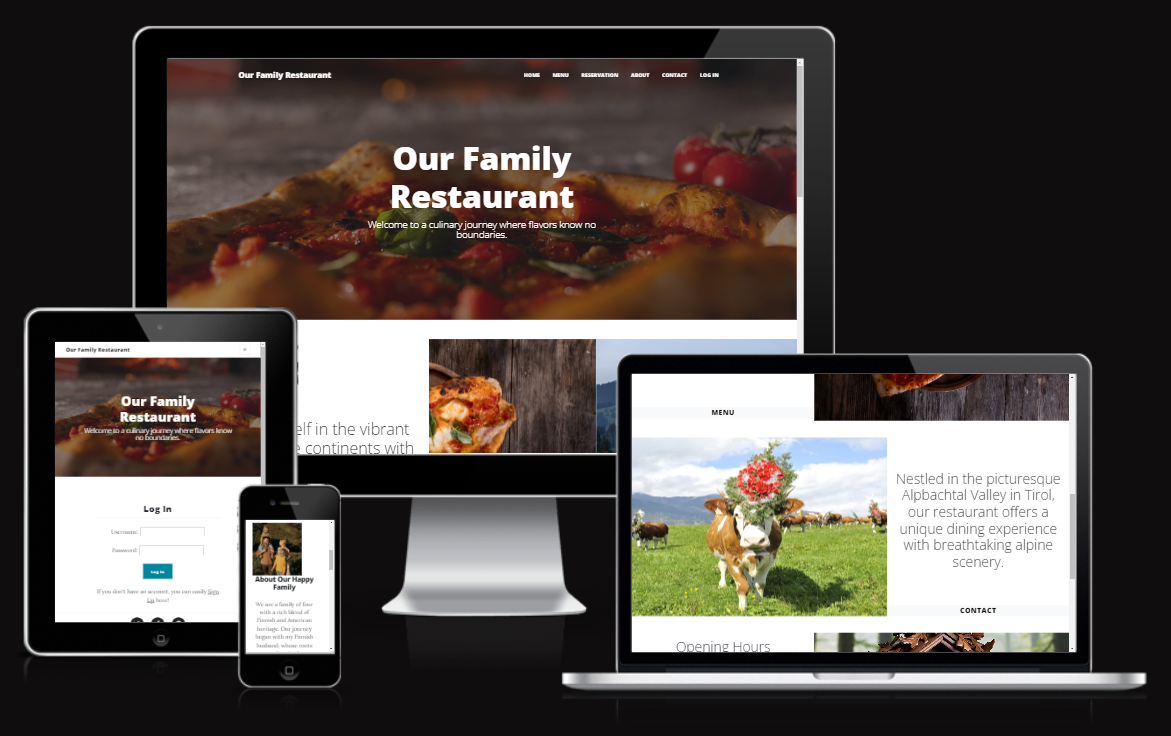 Our Family Restaurant
HOME MENU RESERVATION ABOUT CONTACT LOG IN
Our Family
Restaurant
Welcome to a culinary journey where flavors know no
boundaries.
elf in the vibrant
e continents with
Our Family Restaurant
Our Family
Restaurant
Welcome to a culinary journey where flavors know
no boundaries.
Log In
Username:
Password:
Log In
If you don't have an account, you can easily Sign
Up here!
About Our Happy
Family
We are a family of four
with a rich blend of
Finnish and American
heritage. Our journey
began with my Finnish
husband, whose roots
MENU
Nestled in the picturesque
Alpbachtal Valley in Tirol,
our restaurant offers a
unique dining experience
with breathtaking alpine
scenery.
CONTACT
Opening Hours